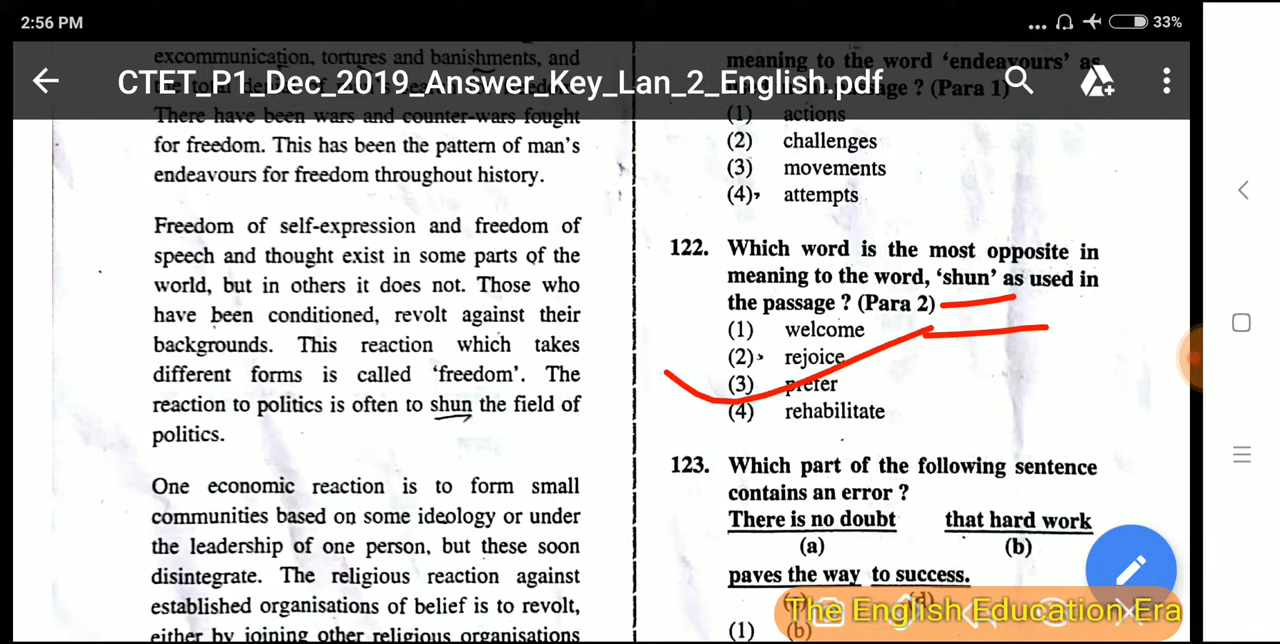 2:56 PM
33%
CTET_P1_Dec_2019_Answer_Key_Lan_2_English.pdf
excommunication, tortures and banishments, and
There have been wars and counter-wars fought
for freedom. This has been the pattern of man's
endeavours for freedom throughout history.
Freedom of self-expression and freedom of
speech and thought exist in some parts of the
world, but in others it does not. Those who
have been conditioned, revolt against their
backgrounds. This reaction which takes
different forms is called 'freedom'. The
reaction to politics is often to shun the field of
politics.
One economic reaction is to form small
communities based on some ideology or under
the leadership of one person, but these soon
disintegrate. The religious reaction against
established organisations of belief is to revolt,
either by joining other religious organisations
meaning to the word 'endeavours' as
passage ? (Para 1)
(1) actions
(2) challenges
(3) movements
(4) attempts
122. Which word is the most opposite in
meaning to the word, 'shun' as used in
the passage ? (Para 2)
(1) welcome
(2) rejoice
(3) prefer
(4) rehabilitate
123. Which part of the following sentence
contains an error ?
There is no doubt that hard work
(a) (b)
paves the way to success.
(d)
(1) (b)
The English Education Era